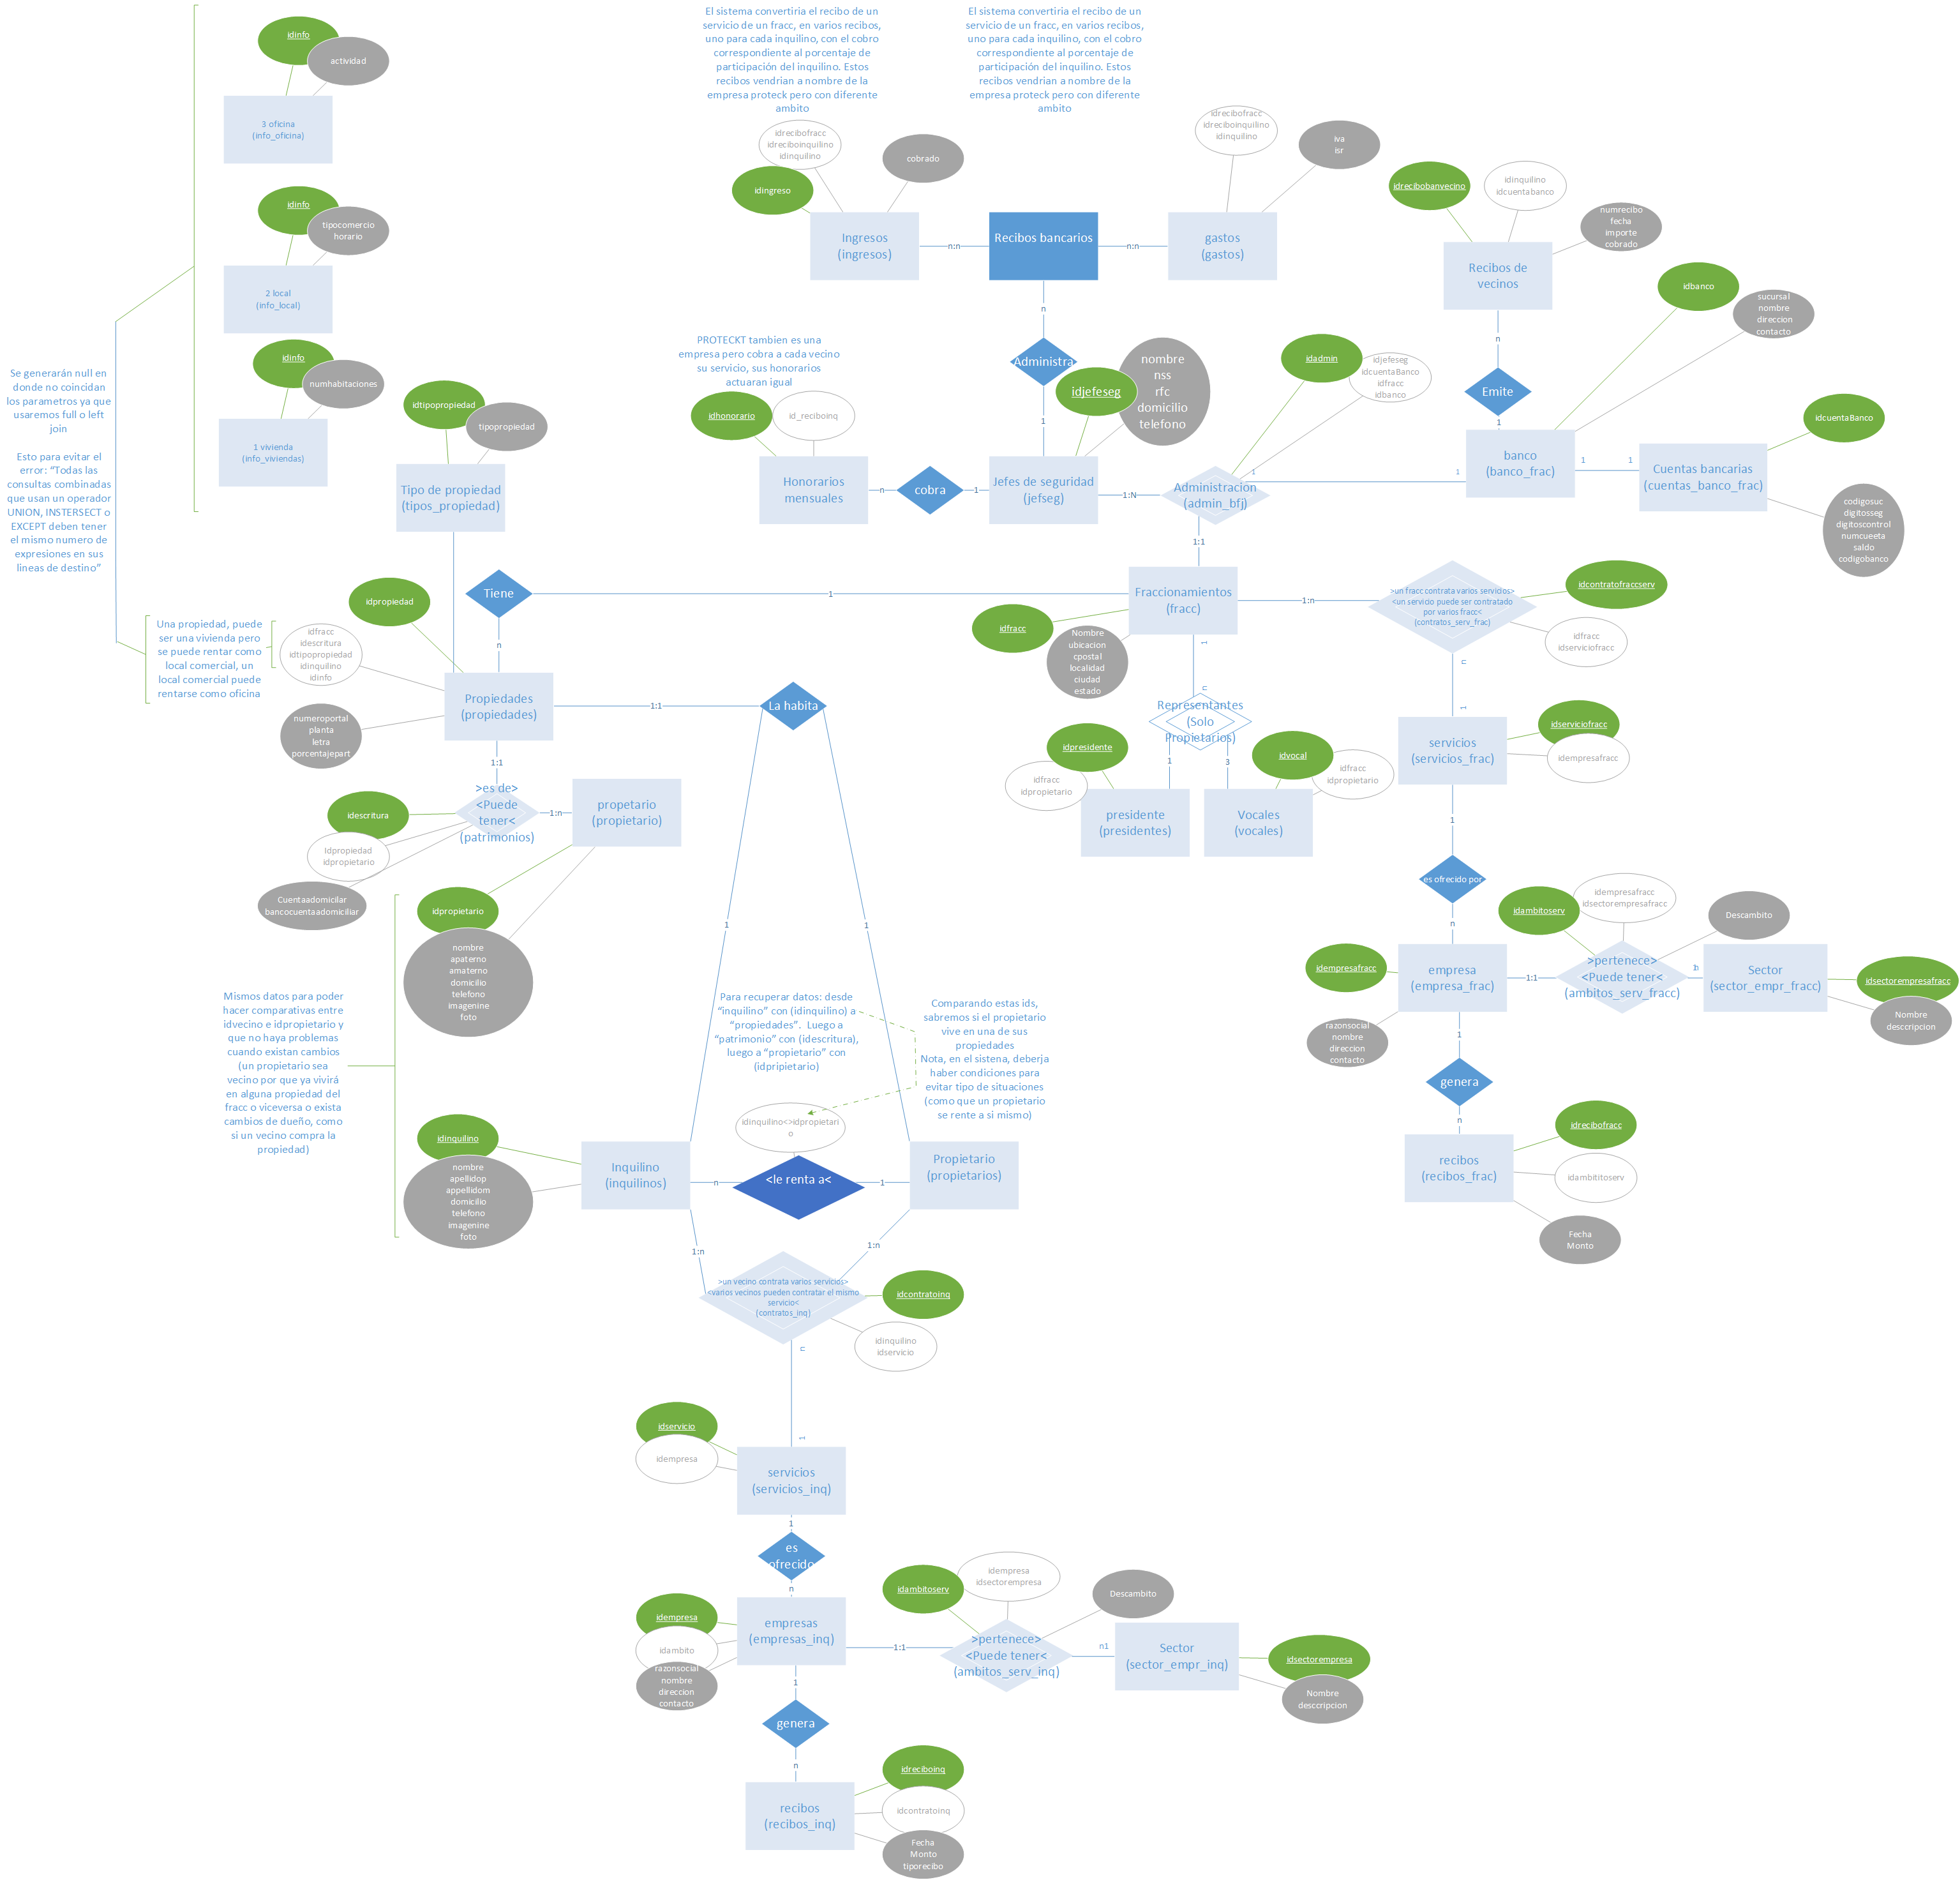 El sistema convertiria el recibo de un
servicio de un fracc, en varios recibos,
uno para cada inquilino, con el cobro
correspondiente al porcentaje de
participación del inquilino. Estos
recibos vendrian a nombre de la
empresa proteck pero con diferente
ambito
El sistema convertiria el recibo de un
servicio de un fracc, en varios recibos,
uno para cada inquilino, con el cobro
correspondiente al porcentaje de
participación del inquilino. Estos
recibos vendrian a nombre de la
empresa proteck pero con diferente
ambito
idinfo
actividad
3 oficina
(info_oficina)
idinfo
tipocomercio
horario
2 local
(info_local)
idinfo
numhabitaciones
1 vivienda
(info_viviendas)
Se generarán null en
donde no coincidan
los parametros ya que
usaremos full o left
join
Esto para evitar el
error: “Todas las
consultas combinadas
que usan un operador
UNION, INSTERSECT o
EXCEPT deben tener
el mismo numero de
expresiones en sus
lineas de destino”
idrecibofracc
idreciboinquilino
idinquilino
cobrado
idingreso
Ingresos
(ingresos)
n:n
Recibos bancarios
n:n
gastos
(gastos)
idrecibofracc
idreciboinquilino
idinquilino
iva
isr
idrecibobanvecino
idinquilino
idcuentabanco
numrecibo
fecha
importe
cobrado
Recibos de
vecinos
n
Emite
1
idbanco
sucursal
nombre
direccion
contacto
banco
(banco_frac)
1
1
Cuentas bancarias
(cuentas_banco_frac)
idcuentaBanco
codigosuc
digitosseg
digitoscontrol
numcueeta
saldo
codigobanco
n
Administra
1
nombre
nss
rfc
domicilio
telefono
idjefeseg
PROTECKT tambien es una
empresa pero cobra a cada vecino
su servicio, sus honorarios
actuaran igual
idhonorario
id_reciboinq
Honorarios
mensuales
n
cobra
1
Jefes de seguridad
(jefseg)
1:N
Administracion
(admin_bfj)
1
1
idadmin
idjefeseg
idcuentaBanco
idfracc
idbanco
1:1
idtipopropiedad
tipopropiedad
Tipo de propiedad
(tipos_propiedad)
Tiene
1
n
Fraccionamientos
(fracc)
idfracc
Nombre
ubicacion
cpostal
localidad
ciudad
estado
1:n
>un fracc contrata varios servicios>
<un servicio puede ser contratado
por varios fracc<
(contratos_serv_frac)
idcontratofraccserv
idfracc
idserviciofracc
n
1
1
n
Representantes
(Solo
Propietarios)
1
3
idpresidente
idfracc
idpropietario
presidente
(presidentes)
idvocal
idfracc
idpropietario
Vocales
(vocales)
servicios
(servicios_frac)
idserviciofracc
idempresafracc
1
es ofrecido por
n
idpropiedad
Una propiedad, puede
ser una vivienda pero
se puede rentar como
local comercial, un
local comercial puede
rentarse como oficina
idfracc
idescritura
idtipopropiedad
idinquilino
idinfo
numeroportal
planta
letra
porcentajepart
Propiedades
(propiedades)
1:1
La habita
1:1
>es de>
<Puede
tener<
(patrimonios)
1:n
propetario
(propietario)
idescritura
Idpropiedad
idpropietario
Cuentaadomicilar
bancocuentaadomiciliar
idpropietario
nombre
apaterno
amaterno
domicilio
telefono
imagenine
foto
Mismos datos para poder
hacer comparativas entre
idvecino e idpropietario y
que no haya problemas
cuando existan cambios
(un propietario sea
vecino por que ya vivirá
en alguna propiedad del
fracc o viceversa o exista
cambios de dueño, como
si un vecino compra la
propiedad)
idinquilino
nombre
apellidop
appellidom
domicilio
telefono
imagenine
foto
1
1
Para recuperar datos: desde
“inquilino” con (idinquilino) a
“propiedades”. Luego a
“patrimonio” con (idescritura),
luego a “propietario” con
(idpripietario)
Comparando estas ids,
sabremos si el propietario
vive en una de sus
propiedades
Nota, en el sistena, deberja
haber condiciones para
evitar tipo de situaciones
(como que un propietario
se rente a si mismo)
idinquilino<>idpropietari
o
Inquilino
(inquilinos)
n
<le renta a<
1
Propietario
(propietarios)
1:n
1:n
>un vecino contrata varios servicios>
<varios vecinos pueden contratar el mismo
servicio<
(contratos_inq)
idcontratoinq
idinquilino
idservicio
n
1
idempresafracc
razonsocial
nombre
direccion
contacto
empresa
(empresa_frac)
1:1
>pertenece>
<Puede tener<
(ambitos_serv_fracc)
idambitoserv
idempresafracc
idsectorempresafracc
Descambito
Sector
(sector_empr_fracc)
idsectorempresafracc
Nombre
desccripcion
1
genera
n
recibos
(recibos_frac)
idrecibofracc
idambititoserv
Fecha
Monto
idservicio
idempresa
servicios
(servicios_inq)
1
es
ofrecido
n
idempresa
idambito
razonsocial
nombre
direccion
contacto
empresas
(empresas_inq)
1:1
>pertenece>
<Puede tener<
(ambitos_serv_inq)
idambitoserv
idempresa
idsectorempresa
Descambito
n1
Sector
(sector_empr_inq)
idsectorempresa
Nombre
desccripcion
1
genera
n
recibos
(recibos_inq)
idreciboinq
idcontratoinq
Fecha
Monto
tiporecibo